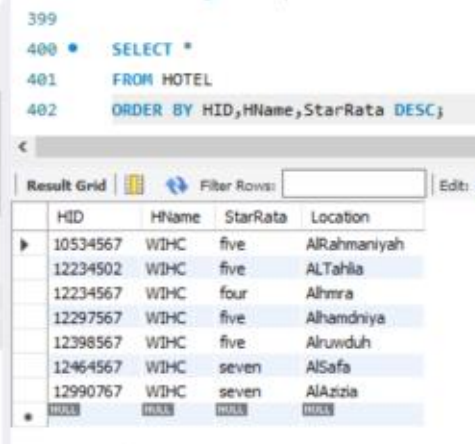 399
400 SELECT *
401 FROM HOTEL
402 ORDER BY HID,HName,StarRata DESC;
Result Grid Filter Rows: Edit:
HID HName StarRata Location
10534567 WIHC five AlRahmaniyah
12234502 WIHC five ALTahlia
12234567 WIHC four Alhmra
12297567 WIHC five Alhamdniya
12398567 WIHC five Alruwduh
12464567 WIHC seven AlSafa
12990767 WIHC seven AlAzizia
NULL NULL NULL NULL